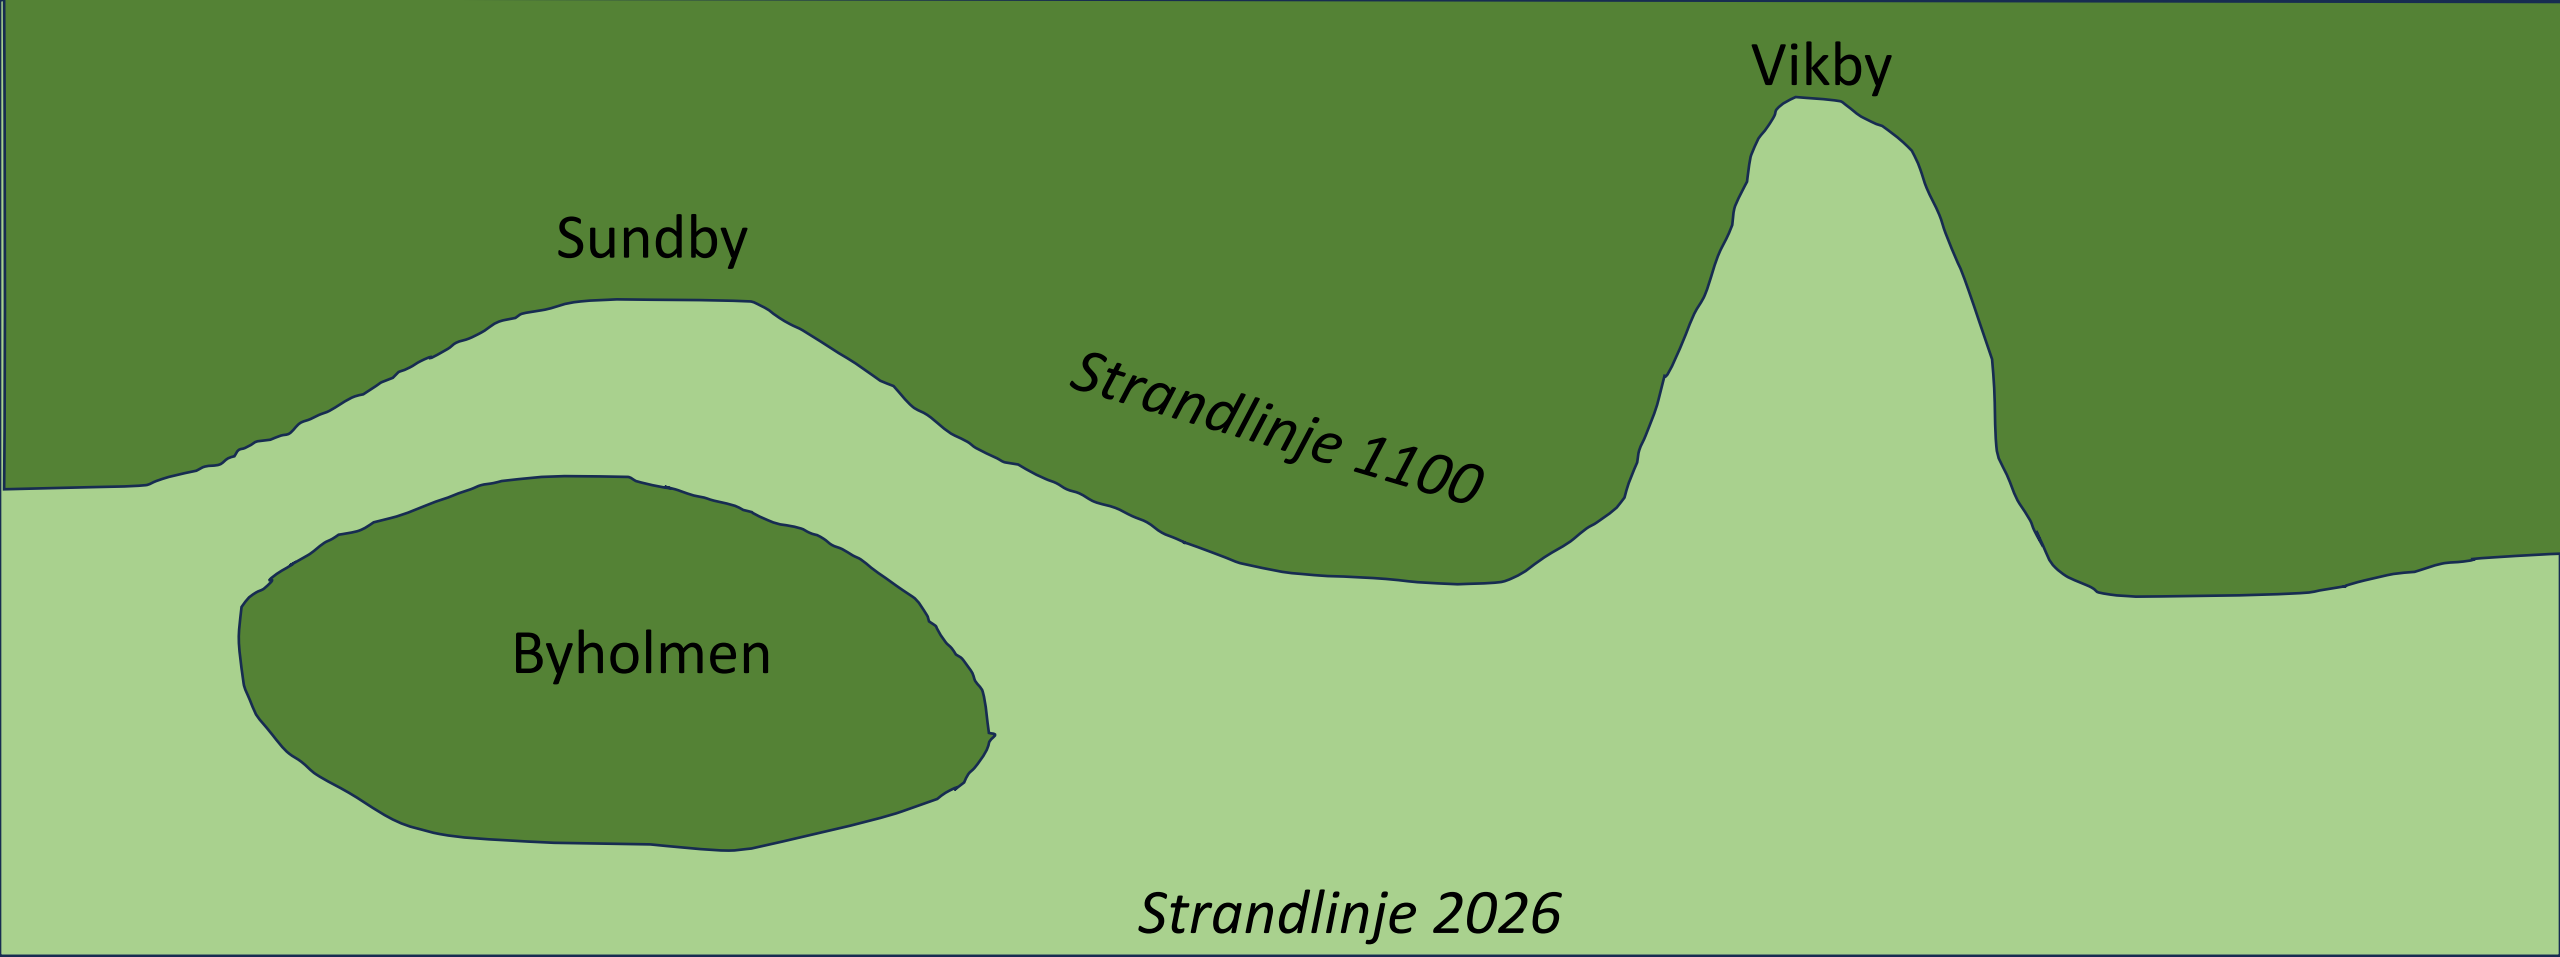 Vikby
Sundby
Strandlinje 1100
Byholmen
Strandlinje 2026